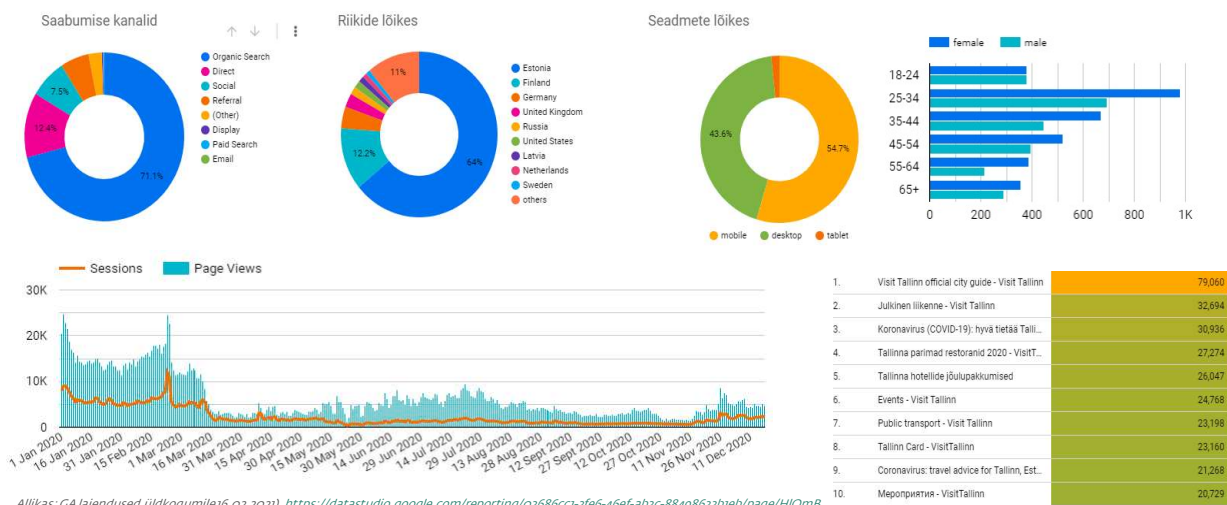 Saabumise kanalid
Organic Search
Direct
Social
Referral
(Other)
Display
Paid Search
Email
7.5%
12.4%
71.1%
Riikide lõikes
Estonia
Finland
Germany
United Kingdom
Russia
United States
Latvia
Netherlands
Sweden
others
11%
12.2%
64%
Seadmete lõikes
43.6%
54.7%
mobile desktop tablet
female male
18-24
25-34
35-44
45-54
55-64
65+
0 200 400 600 800 1K
Sessions Page Views
30K
20K
10K
0
1 Jan 2020
16 Jan 2020
31 Jan 2020
15 Feb 2020
1 Mar 2020
16 Mar 2020
31 Mar 2020
15 Apr 2020
30 Apr 2020
15 May 2020
30 May 2020
14 Jun 2020
29 Jun 2020
14 Jul 2020
29 Jul 2020
13 Aug 2020
28 Aug 2020
12 Sept 2020
27 Sept 2020
12 Oct 2020
27 Oct 2020
11 Nov 2020
26 Nov 2020
11 Dec 2020
1. Visit Tallinn official city guide - Visit Tallinn 79,060
2. Julkinen liikenne - Visit Tallinn 32,694
3. Koronavirus (COVID-19): hyvä tietää Talli... 30,936
4. Tallinna parimad restoranid 2020 - VisitT... 27,274
5. Tallinna hotellide jõulupakkumised 26,047
6. Events - Visit Tallinn 24,768
7. Public transport - Visit Tallinn 23,198
8. Tallinn Card - VisitTallinn 23,160
9. Coronavirus: travel advice for Tallinn, Est... 21,268
10. Мероприятия - VisitTallinn 20,729
Allikas: GA laiendused